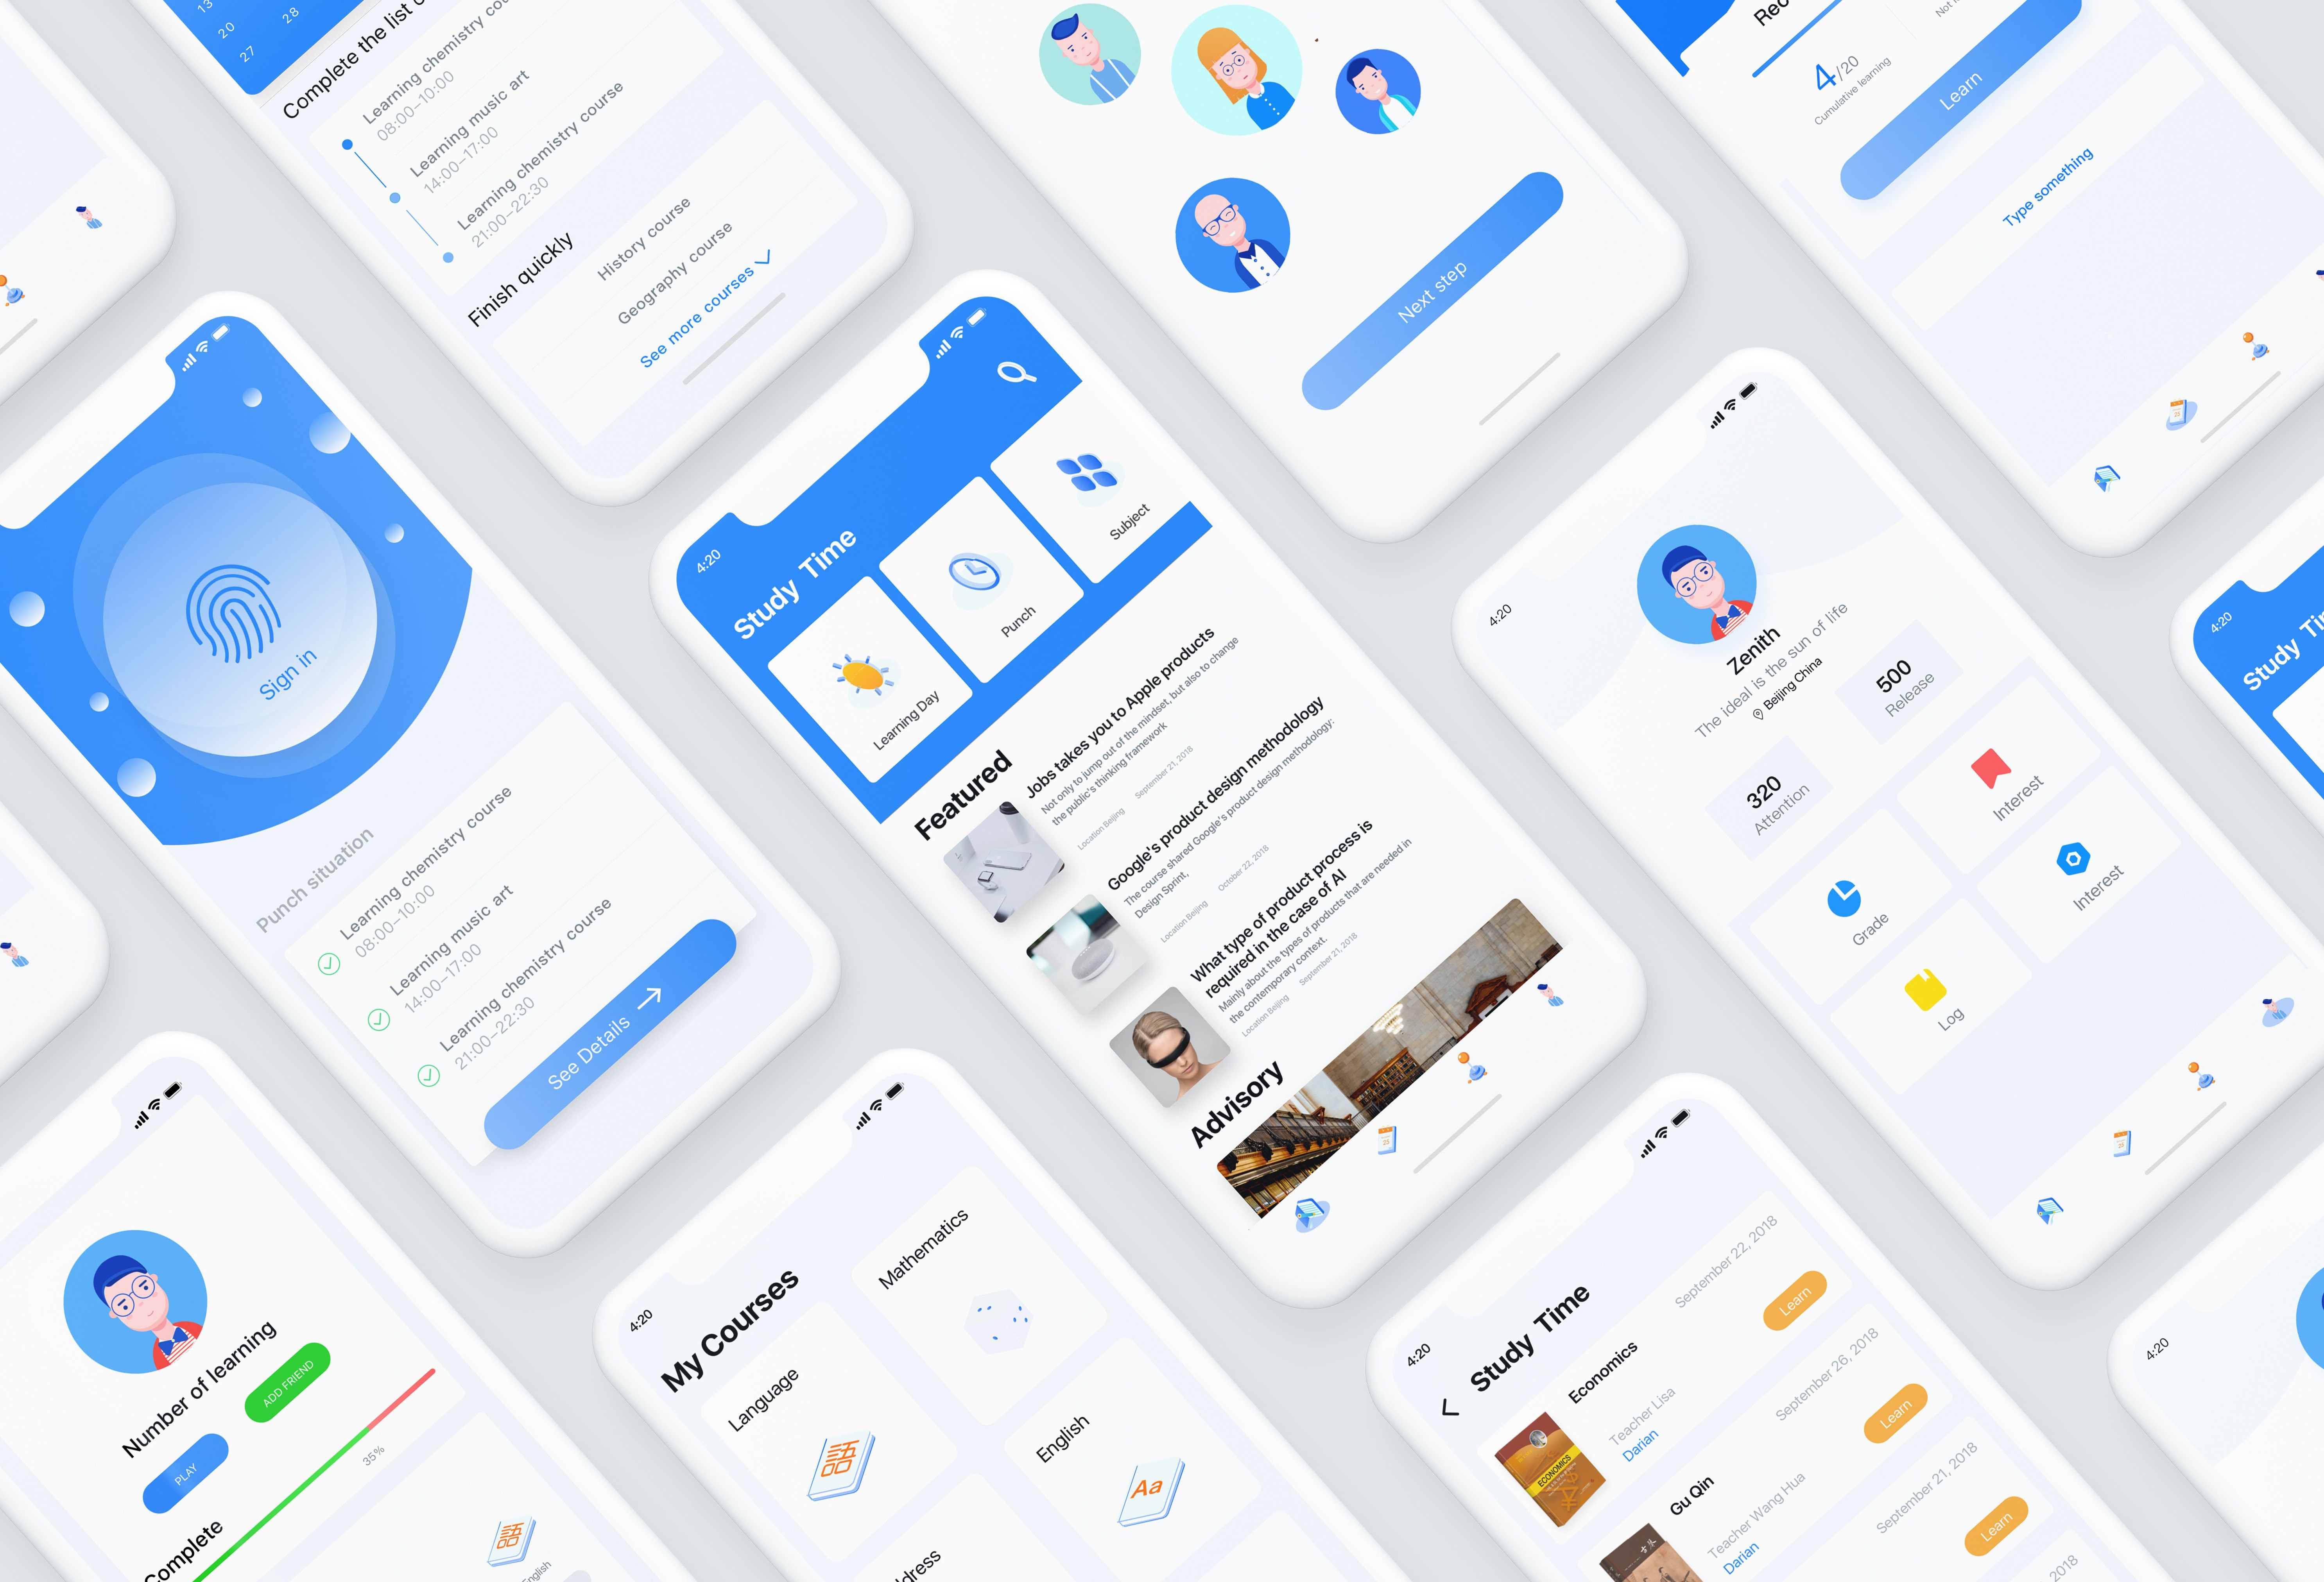 13
20
27
28
Complete the list o
Learning chemistry cou
08:00–10:00
Learning music art
14:00–17:00
Learning chemistry course
21:00–22:30
Finish quickly
History course
Geography course
See more courses
Next step
4/20
Cumulative learning
Learn
Type something
Sign in
Punch situation
Learning chemistry course
08:00–10:00
Learning music art
14:00–17:00
Learning chemistry course
21:00–22:30
See Details
4:20
Study Time
Learning Day
Punch
Subject
Featured
Jobs takes you to Apple products
Not only to jump out of the mindset, but also to change
the public's thinking framework
Location Beijing
September 21, 2018
Google's product design methodology
The course shared Google's product design methodology:
Design Sprint,
Location Beijing
October 22, 2018
What type of product process is
required in the case of AI
Mainly about the types of products that are needed in
the contemporary context.
Location Beijing
September 21, 2018
Advisory
4:20
Zenith
The ideal is the sun of life
Beijing China
320
Attention
500
Release
Grade
Interest
Log
Interest
4:20
Study Ti
Number of learning
PLAY
ADD FRIEND
35%
Complete
語
English
4:20
My Courses
Language
語
Mathematics
English
Aa
dress
4:20
Study Time
Economics
ECONOMICS
Teacher Lisa
Darian
September 22, 2018
Learn
Gu Qin
Teacher Wang Hua
Darian
September 26, 2018
Learn
September 21, 2018
Learn
2018
4:20